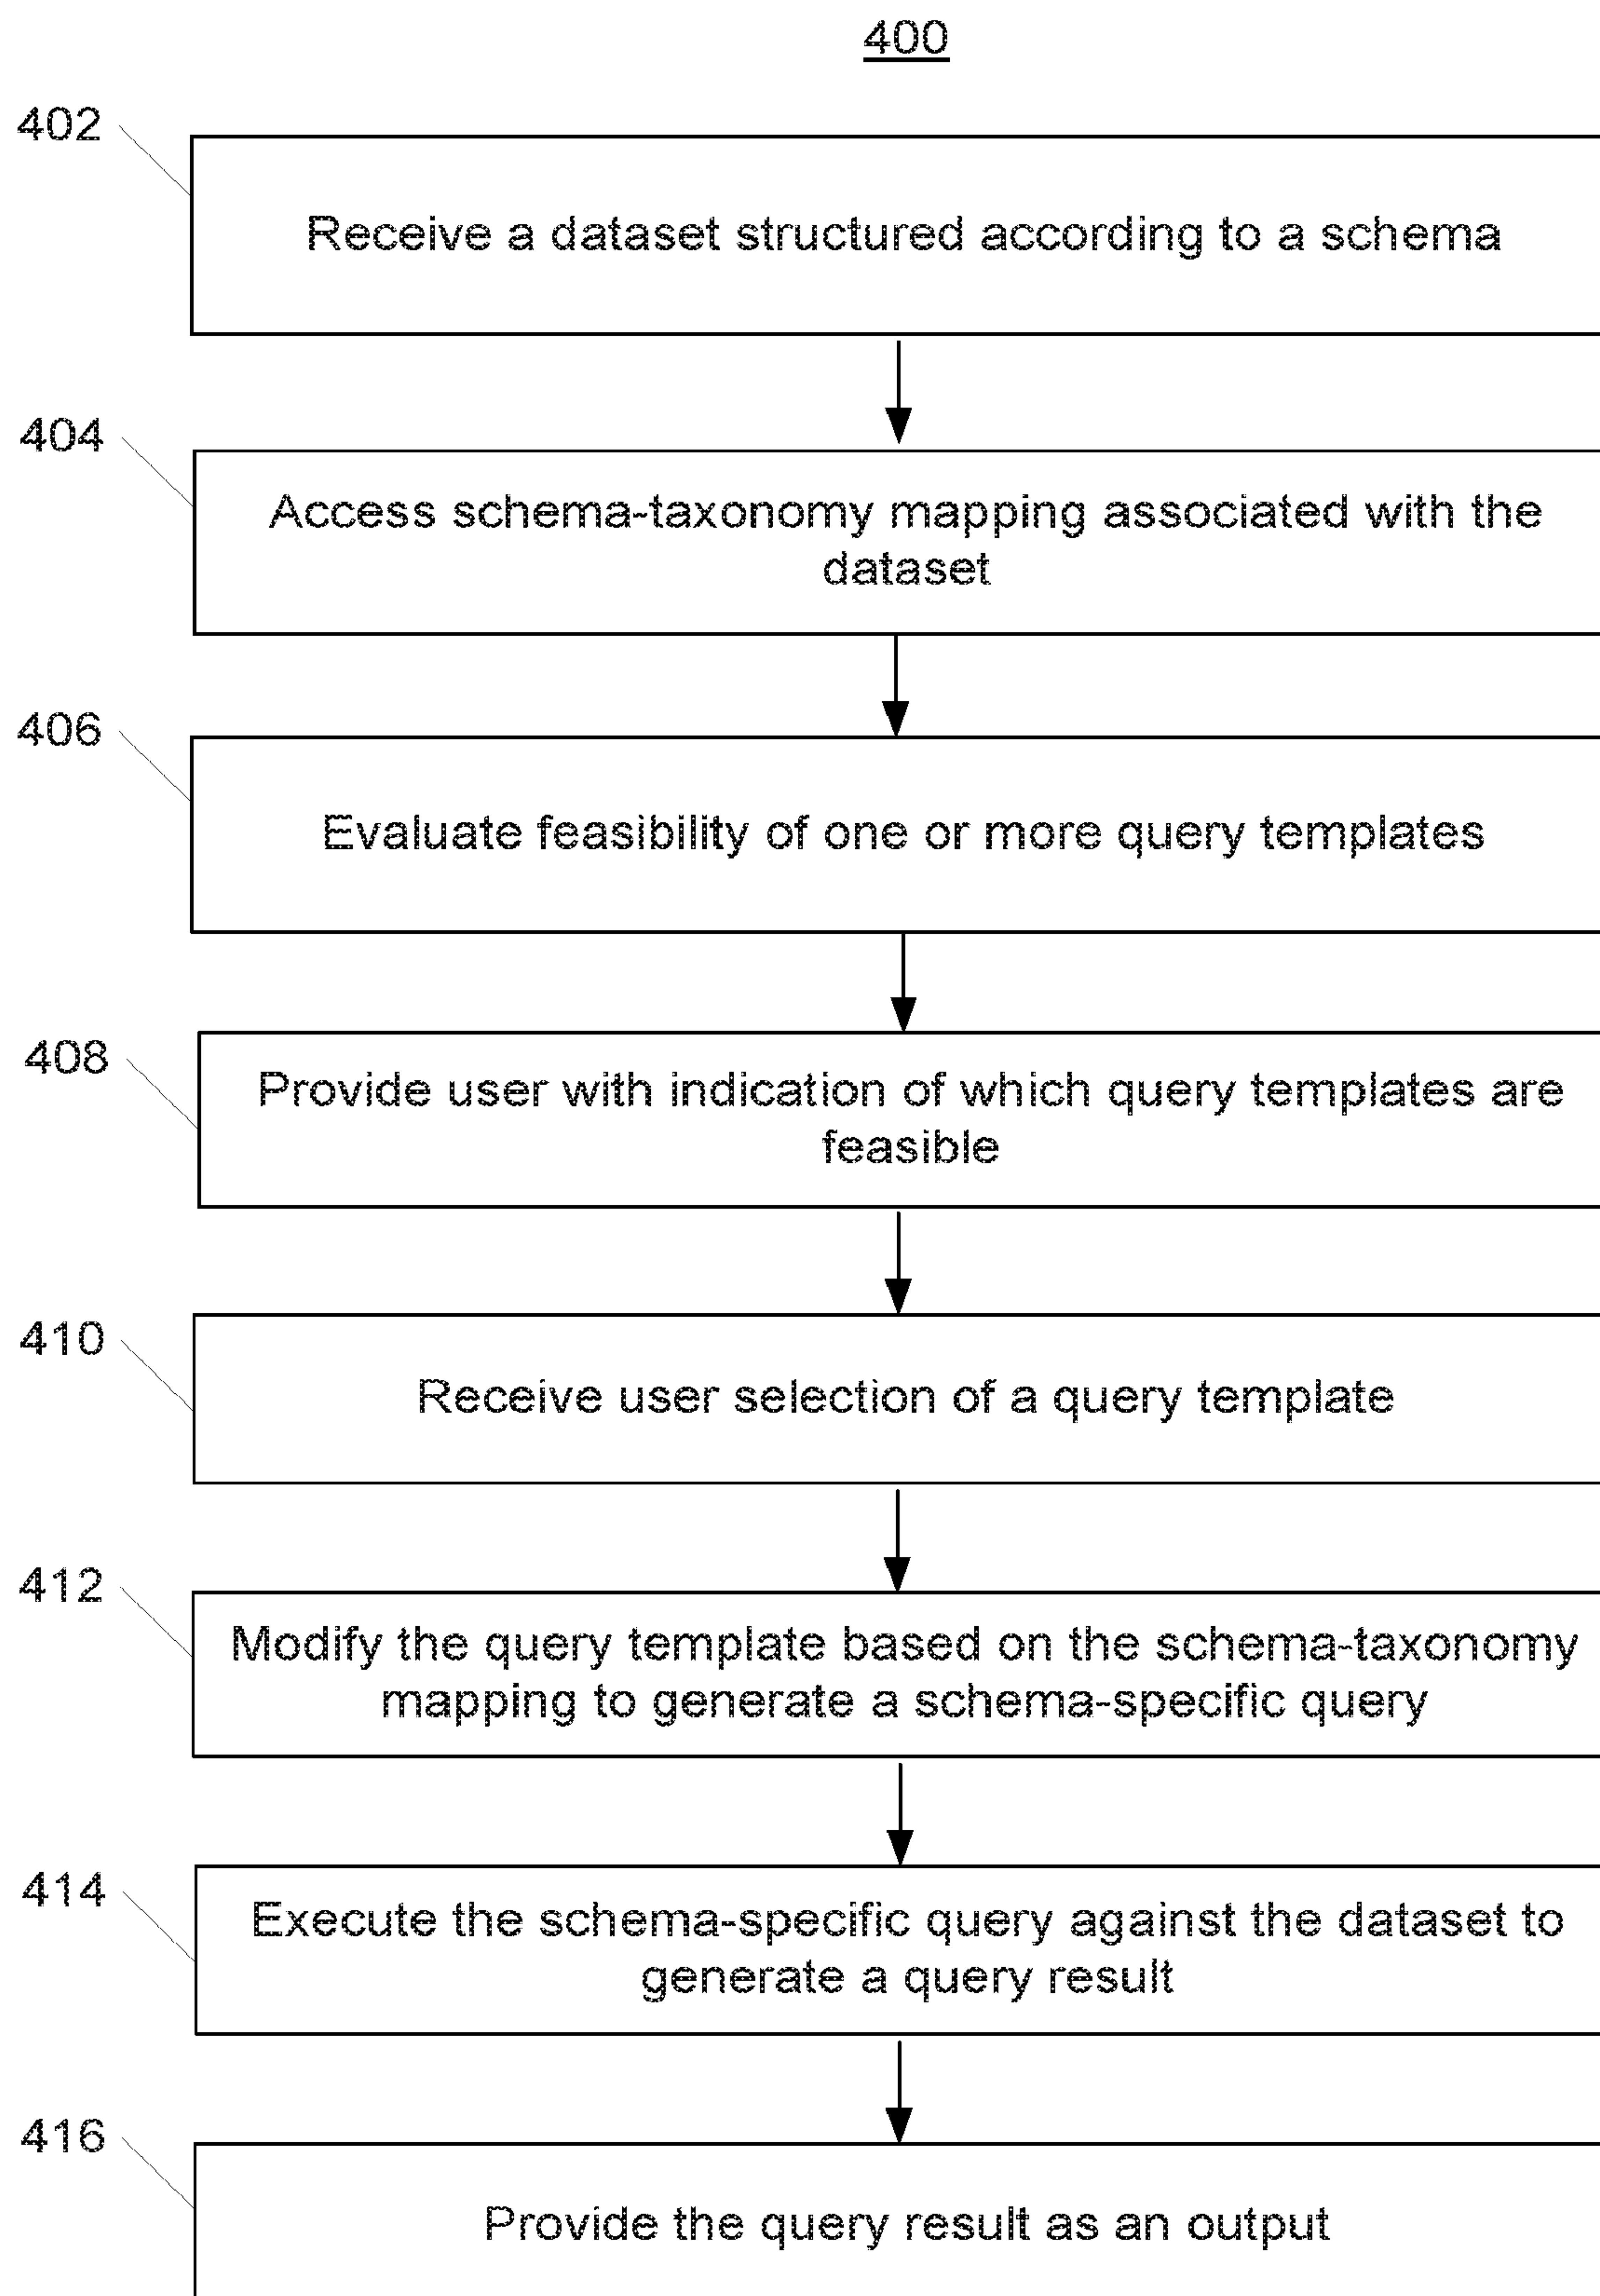 400
402
Receive a dataset structured according to a schema
404
Access schema-taxonomy mapping associated with the
dataset
406
Evaluate feasibility of one or more query templates
408
Provide user with indication of which query templates are
feasible
410
Receive user selection of a query template
412
Modify the query template based on the schema-taxonomy
mapping to generate a schema-specific query
414
Execute the schema-specific query against the dataset to
generate a query result
416
Provide the query result as an output